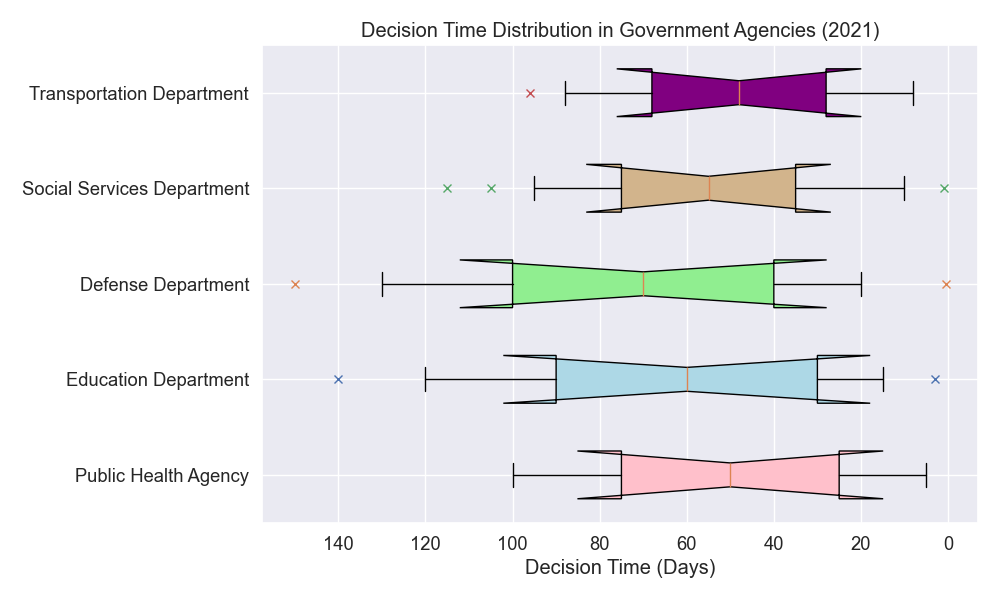 Decision Time Distribution in Government Agencies (2021)
Transportation Department
Social Services Department
Defense Department
Education Department
Public Health Agency
140 120 100 80 60 40 20 0
Decision Time (Days)